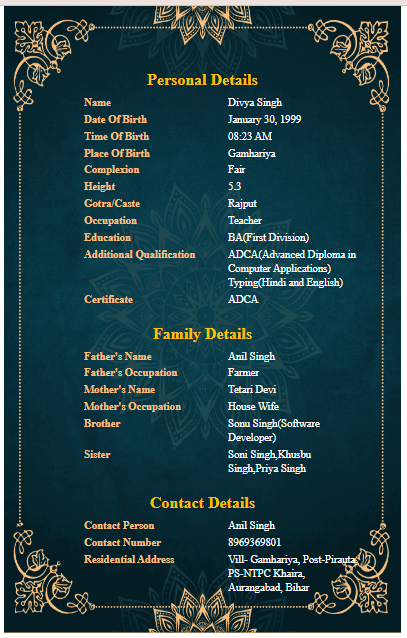 Personal Details
Name Divya Singh
Date Of Birth January 30, 1999
Time Of Birth 08:23 AM
Place Of Birth Gamhariya
Complexion Fair
Height 5.3
Gotra/Caste Rajput
Occupation Teacher
Education BA(First Division)
Additional Qualification ADCA(Advanced Diploma in
Computer Applications)
Typing(Hindi and English)
Certificate ADCA
Family Details
Father's Name Anil Singh
Father's Occupation Farmer
Mother's Name Tetari Devi
Mother's Occupation House Wife
Brother Sonu Singh(Software
Developer)
Sister Soni Singh,Khusbu
Singh,Priya Singh
Contact Details
Contact Person Anil Singh
Contact Number 8969369801
Residential Address Vill- Gamhariya, Post-Pirauta,
PS-NTPC Khaira,
Aurangabad, Bihar